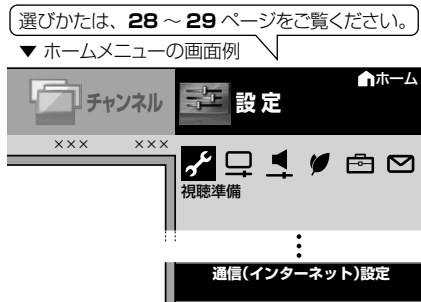 選びかたは、28～29ページをご覧ください。
▼ ホームメニューの画面例
ホーム
チャンネル
設定
××× ×××
視聴準備
通信(インターネット)設定